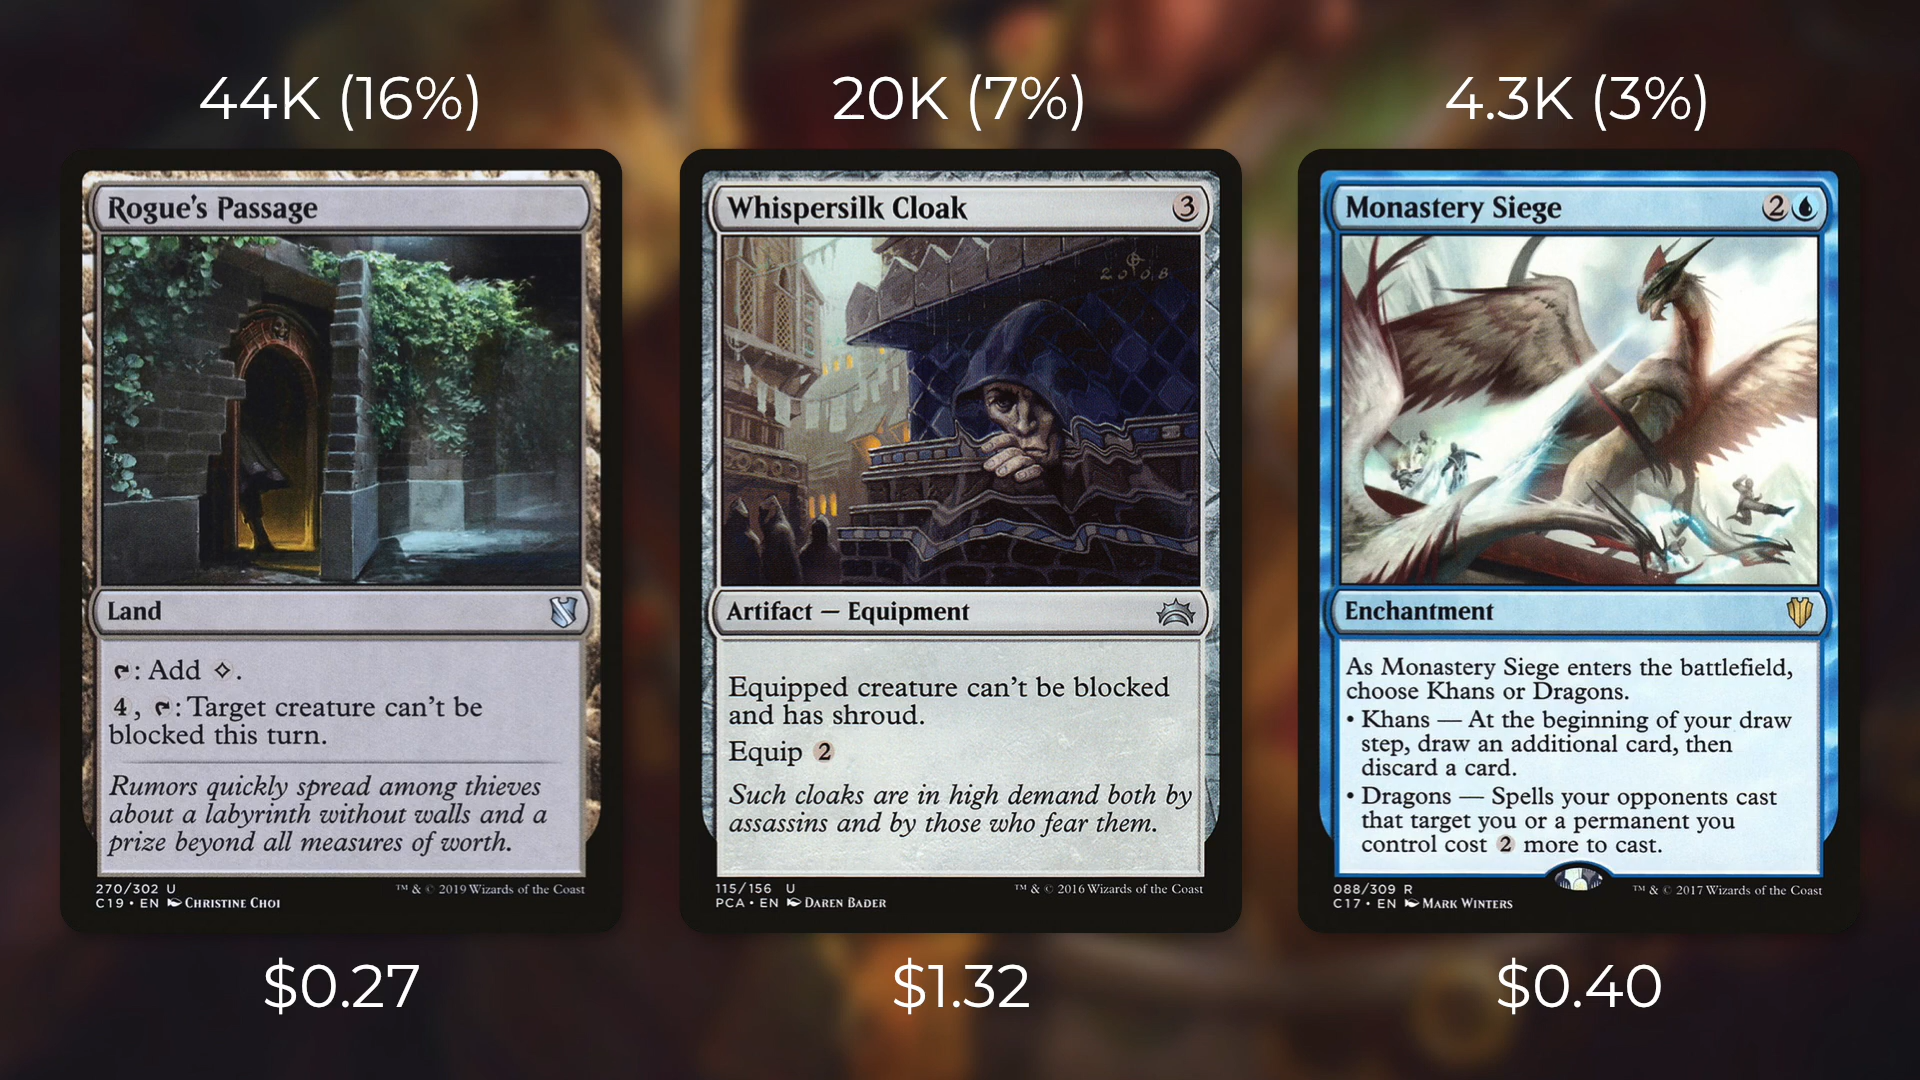 44K (16%)
20K (7%)
4.3K (3%)
Rogue's Passage
Land
: Add .
4, : Target creature can't be
blocked this turn.
Rumors quickly spread among thieves
about a labyrinth without walls and a
prize beyond all measures of worth.
270/302 U
™ & © 2019 Wizards of the Coast
C19 • EN CHRISTINE CHOI
Whispersilk Cloak
3
2008
Artifact — Equipment
Equipped creature can't be blocked
and has shroud.
Equip 2
Such cloaks are in high demand both by
assassins and by those who fear them.
115/156 U
™ & © 2016 Wizards of the Coast
PCA • EN DAREN BADER
Monastery Siege
2
Enchantment
As Monastery Siege enters the battlefield,
choose Khans or Dragons.
• Khans — At the beginning of your draw
step, draw an additional card, then
discard a card.
• Dragons — Spells your opponents cast
that target you or a permanent you
control cost 2 more to cast.
088/309 R
™ & © 2017 Wizards of the Coast
C17 • EN MARK WINTERS
$0.27
$1.32
$0.40